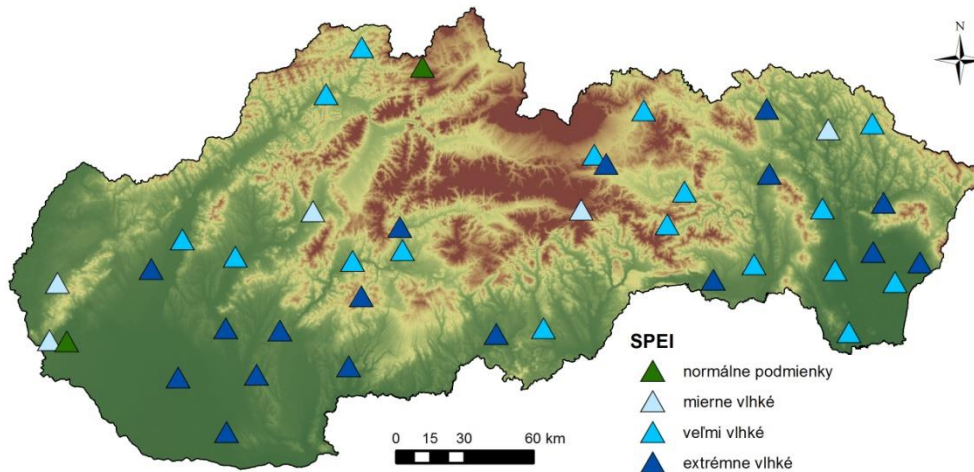 N
SPEI
normálne podmienky
mierne vlhké
veľmi vlhké
extrémne vlhké
0 15 30 60 km